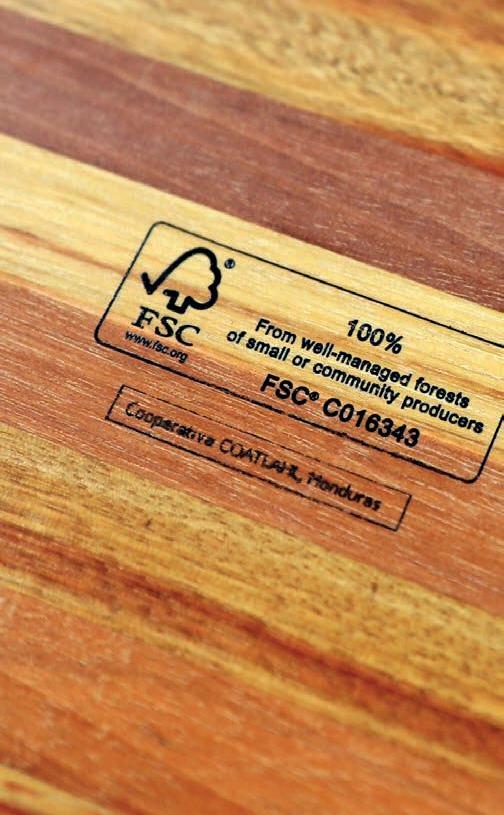 FSC®
www.fsc.org
100%
From well-managed forests
of small or community producers
FSC® C016343
Cooperativa COATLAHL, Honduras